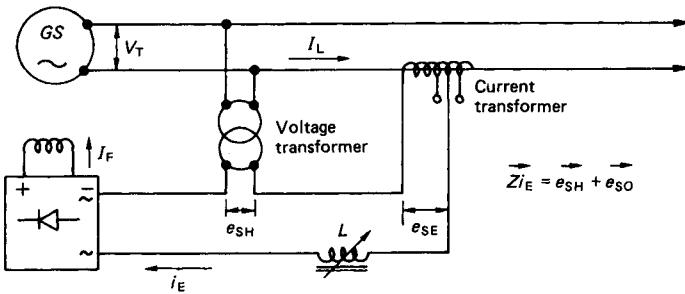 GS
V_T
I_L
Current
transformer
Voltage
transformer
I_F
+
−
~
~
e_SH
e_SE
L
i_E
Zi_E = e_SH + e_SO